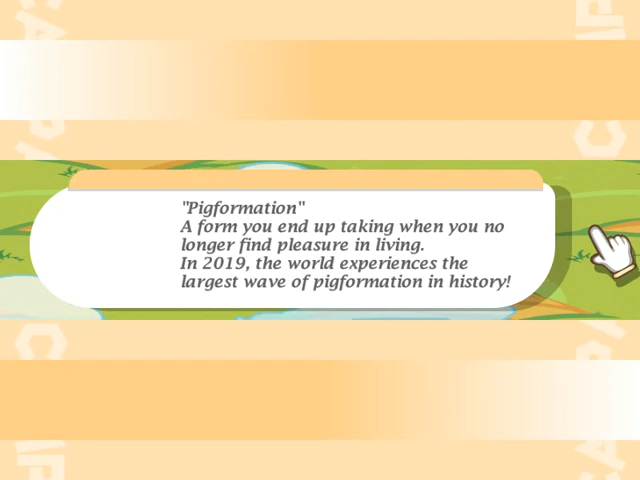 "Pigformation"
A form you end up taking when you no
longer find pleasure in living.
In 2019, the world experiences the
largest wave of pigformation in history!